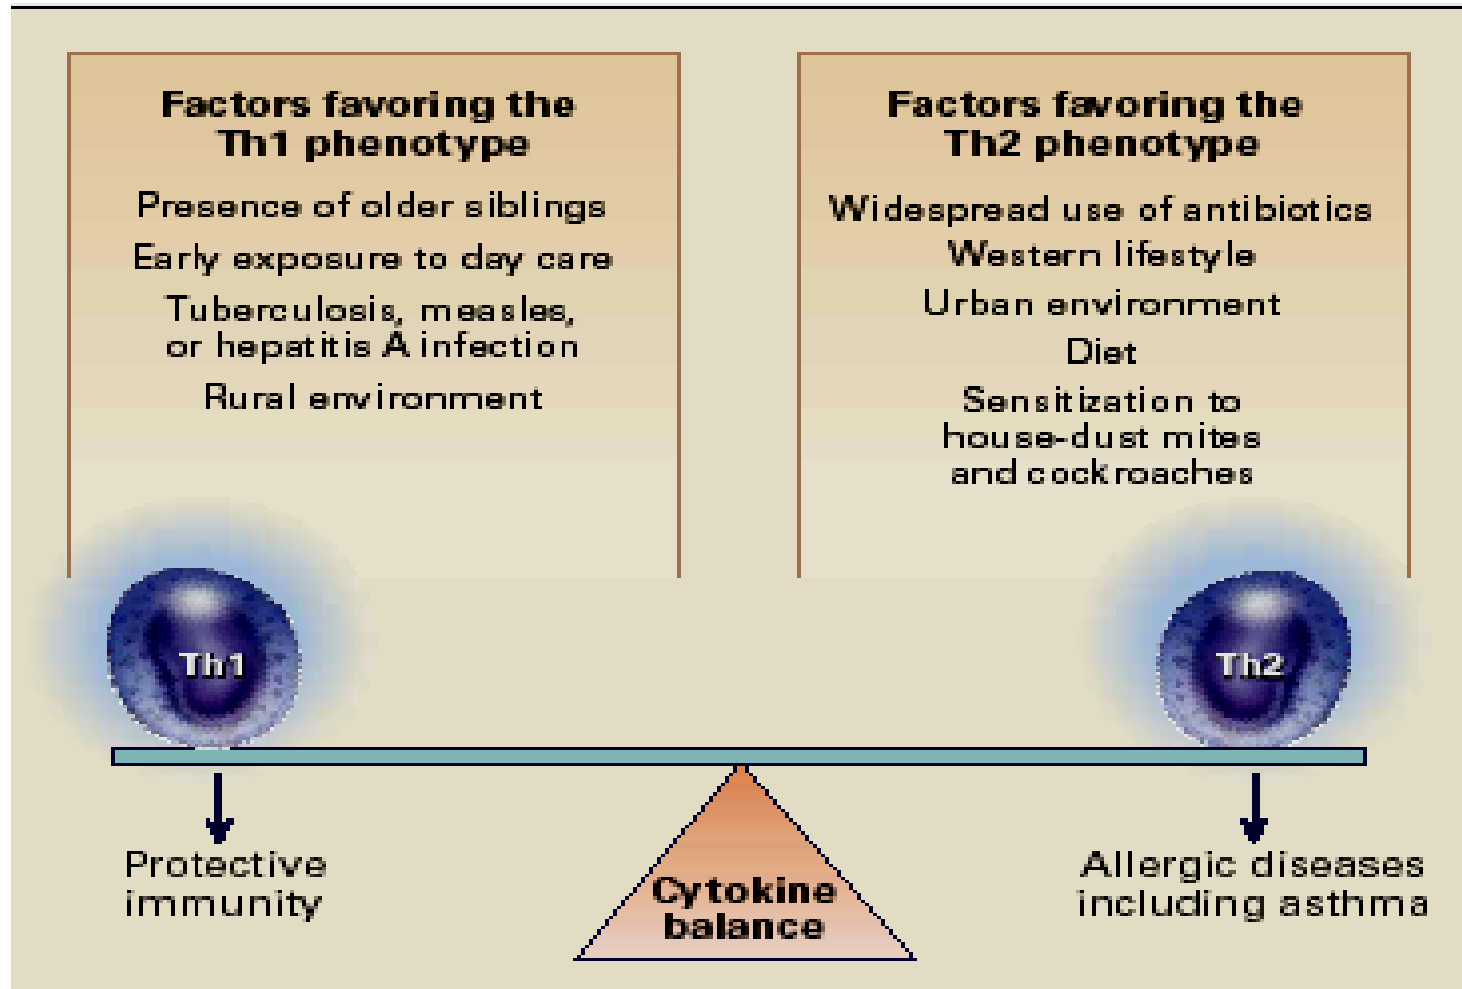 Factors favoring the
Th1 phenotype
Presence of older siblings
Early exposure to day care
Tuberculosis, measles,
or hepatitis A infection
Rural environment
Factors favoring the
Th2 phenotype
Widespread use of antibiotics
Western lifestyle
Urban environment
Diet
Sensitization to
house-dust mites
and cockroaches
Th1
Th2
Protective
immunity
Cytokine
balance
Allergic diseases
including asthma